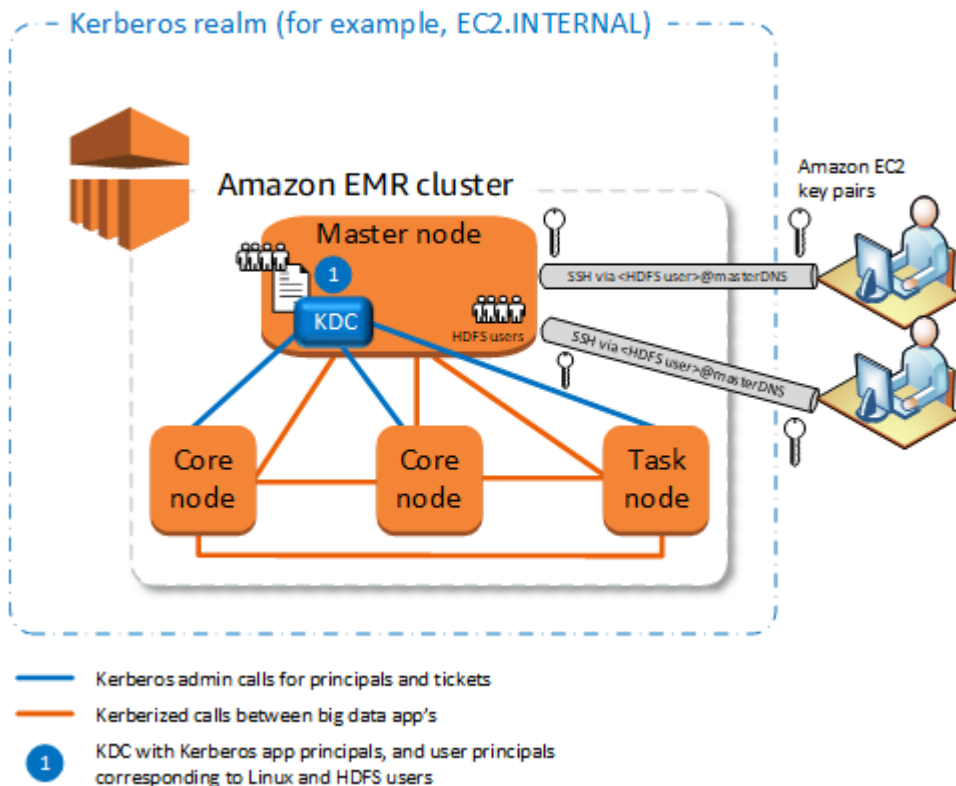 Kerberos realm (for example, EC2.INTERNAL)
Amazon EMR cluster
Amazon EC2
key pairs
Master node
1
SSH via <HDFS user>@masterDNS
KDC
HDFS users
SSH via <HDFS user>@masterDNS
Core
node
Core
node
Task
node
Kerberos admin calls for principals and tickets
Kerberized calls between big data app's
1
KDC with Kerberos app principals, and user principals
corresponding to Linux and HDFS users